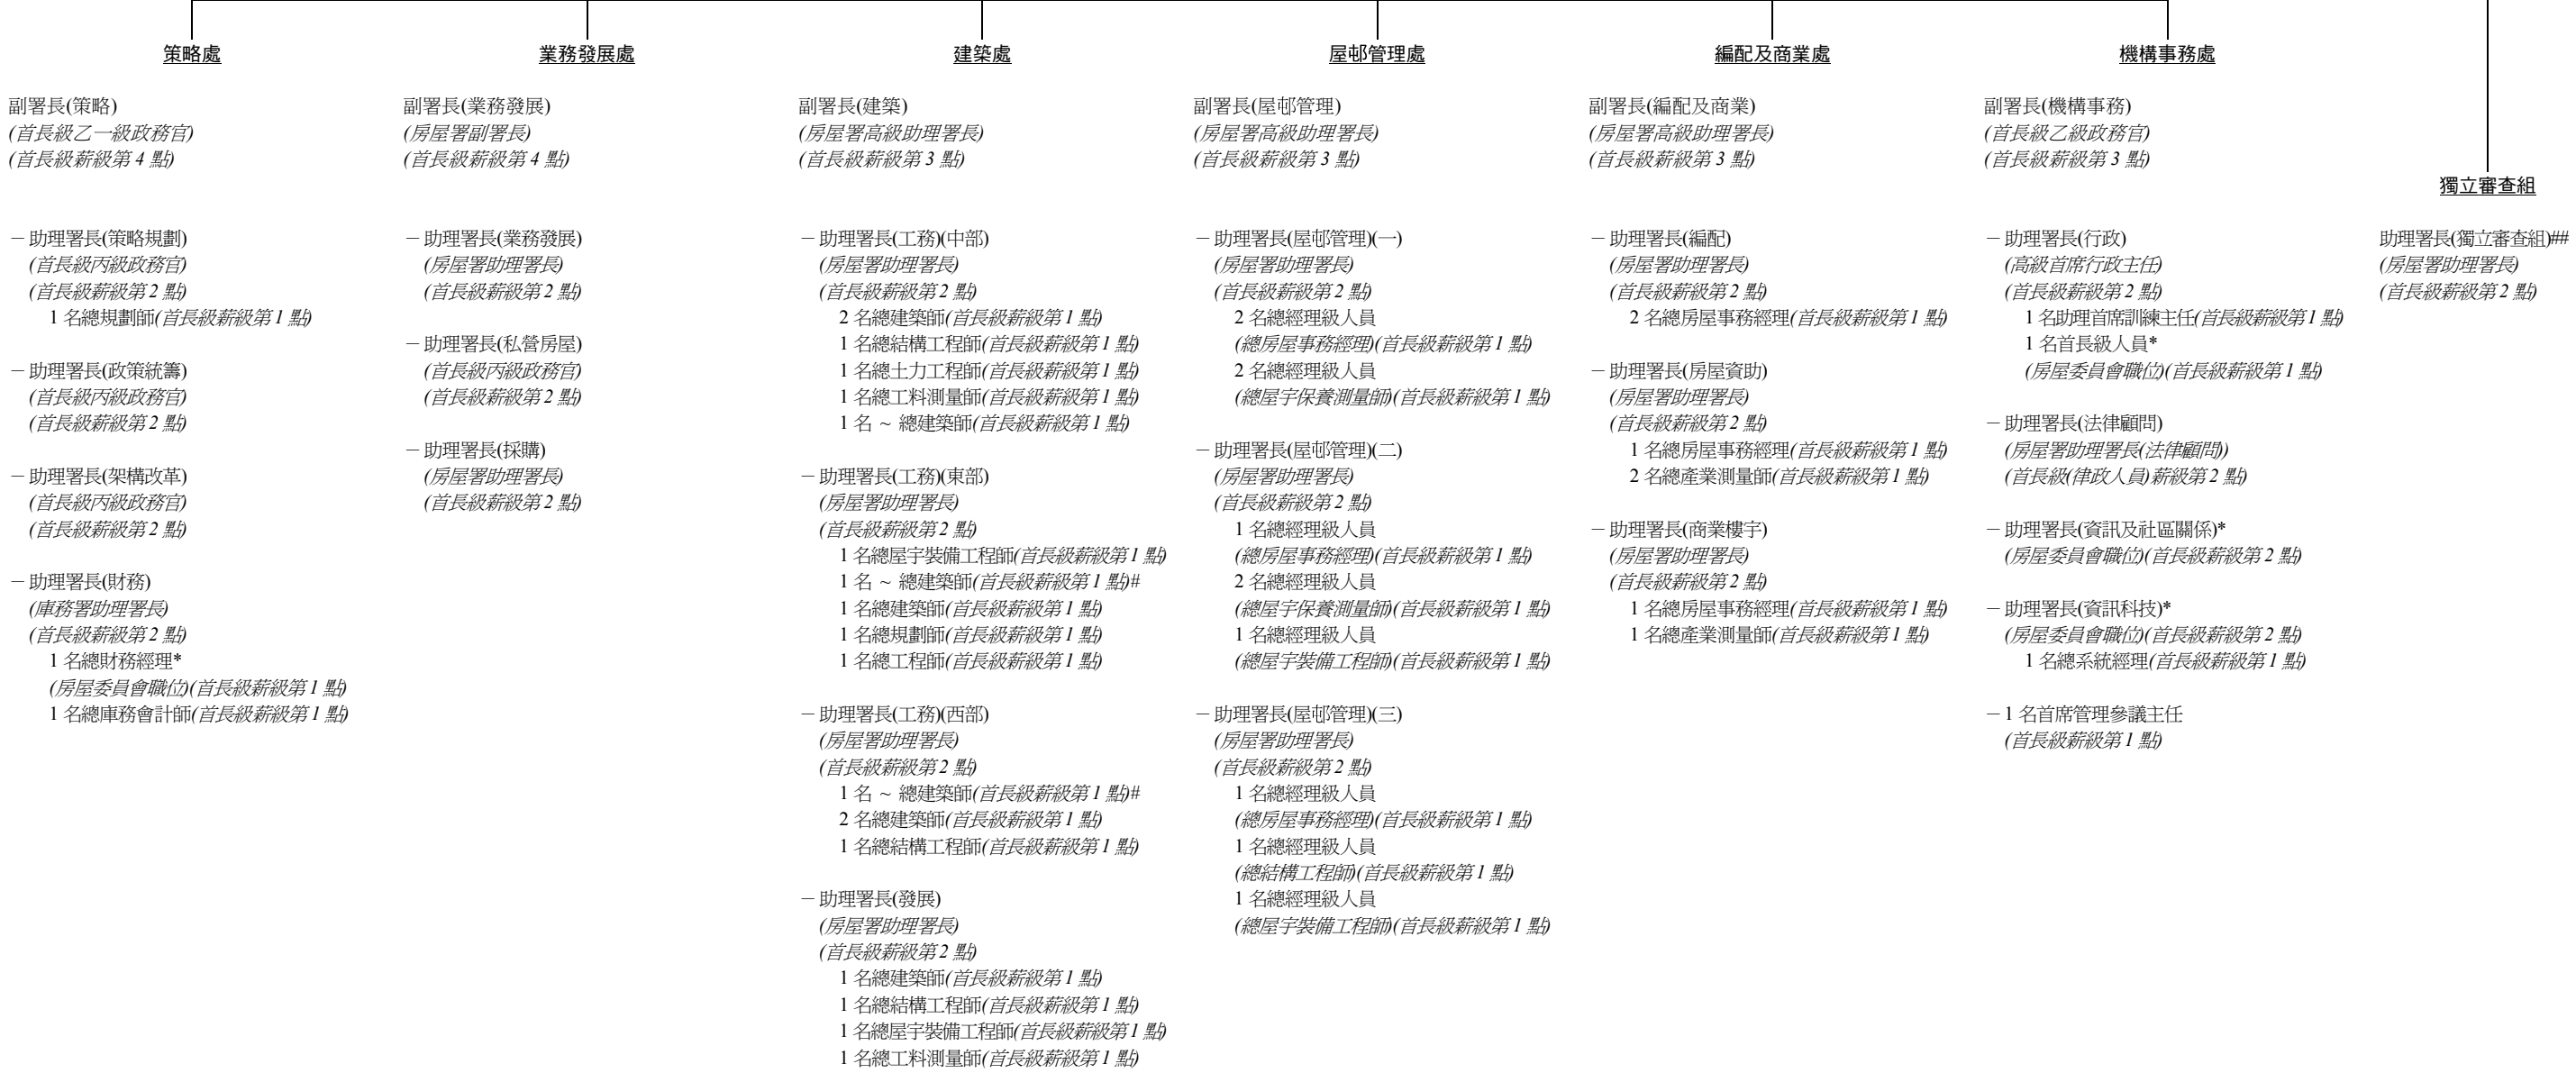 策略處
副署長(策略)
(首長級乙一級政務官)
(首長級薪級第 4 點)
－ 助理署長(策略規劃)
(首長級丙級政務官)
(首長級薪級第 2 點)
1 名總規劃師(首長級薪級第 1 點)
－ 助理署長(政策統籌)
(首長級丙級政務官)
(首長級薪級第 2 點)
－ 助理署長(架構改革)
(首長級丙級政務官)
(首長級薪級第 2 點)
－ 助理署長(財務)
(庫務署助理署長)
(首長級薪級第 2 點)
1 名總財務經理*
(房屋委員會職位)(首長級薪級第 1 點)
1 名總庫務會計師(首長級薪級第 1 點)
業務發展處
副署長(業務發展)
(房屋署副署長)
(首長級薪級第 4 點)
－ 助理署長(業務發展)
(房屋署助理署長)
(首長級薪級第 2 點)
－ 助理署長(私營房屋)
(首長級丙級政務官)
(首長級薪級第 2 點)
－ 助理署長(採購)
(房屋署助理署長)
(首長級薪級第 2 點)
建築處
副署長(建築)
(房屋署高級助理署長)
(首長級薪級第 3 點)
－ 助理署長(工務)(中部)
(房屋署助理署長)
(首長級薪級第 2 點)
2 名總建築師(首長級薪級第 1 點)
1 名總結構工程師(首長級薪級第 1 點)
1 名總土力工程師(首長級薪級第 1 點)
1 名總工料測量師(首長級薪級第 1 點)
1 名 ~ 總建築師(首長級薪級第 1 點)
－ 助理署長(工務)(東部)
(房屋署助理署長)
(首長級薪級第 2 點)
1 名總屋宇裝備工程師(首長級薪級第 1 點)
1 名 ~ 總建築師(首長級薪級第 1 點)#
1 名總建築師(首長級薪級第 1 點)
1 名總規劃師(首長級薪級第 1 點)
1 名總工程師(首長級薪級第 1 點)
－ 助理署長(工務)(西部)
(房屋署助理署長)
(首長級薪級第 2 點)
1 名 ~ 總建築師(首長級薪級第 1 點)#
2 名總建築師(首長級薪級第 1 點)
1 名總結構工程師(首長級薪級第 1 點)
－ 助理署長(發展)
(房屋署助理署長)
(首長級薪級第 2 點)
1 名總建築師(首長級薪級第 1 點)
1 名總結構工程師(首長級薪級第 1 點)
1 名總屋宇裝備工程師(首長級薪級第 1 點)
1 名總工料測量師(首長級薪級第 1 點)
屋邨管理處
副署長(屋邨管理)
(房屋署高級助理署長)
(首長級薪級第 3 點)
－ 助理署長(屋邨管理)(一)
(房屋署助理署長)
(首長級薪級第 2 點)
2 名總經理級人員
(總房屋事務經理)(首長級薪級第 1 點)
2 名總經理級人員
(總屋宇保養測量師)(首長級薪級第 1 點)
－ 助理署長(屋邨管理)(二)
(房屋署助理署長)
(首長級薪級第 2 點)
1 名總經理級人員
(總房屋事務經理)(首長級薪級第 1 點)
2 名總經理級人員
(總屋宇保養測量師)(首長級薪級第 1 點)
1 名總經理級人員
(總屋宇裝備工程師)(首長級薪級第 1 點)
－ 助理署長(屋邨管理)(三)
(房屋署助理署長)
(首長級薪級第 2 點)
1 名總經理級人員
(總房屋事務經理)(首長級薪級第 1 點)
1 名總經理級人員
(總結構工程師)(首長級薪級第 1 點)
1 名總經理級人員
(總屋宇裝備工程師)(首長級薪級第 1 點)
編配及商業處
副署長(編配及商業)
(房屋署高級助理署長)
(首長級薪級第 3 點)
－ 助理署長(編配)
(房屋署助理署長)
(首長級薪級第 2 點)
2 名總房屋事務經理(首長級薪級第 1 點)
－ 助理署長(房屋資助)
(房屋署助理署長)
(首長級薪級第 2 點)
1 名總房屋事務經理(首長級薪級第 1 點)
2 名總產業測量師(首長級薪級第 1 點)
－ 助理署長(商業樓宇)
(房屋署助理署長)
(首長級薪級第 2 點)
1 名總房屋事務經理(首長級薪級第 1 點)
1 名總產業測量師(首長級薪級第 1 點)
機構事務處
副署長(機構事務)
(首長級乙級政務官)
(首長級薪級第 3 點)
－ 助理署長(行政)
(高級首席行政主任)
(首長級薪級第 2 點)
1 名助理首席訓練主任(首長級薪級第 1 點)
1 名首長級人員*
(房屋委員會職位)(首長級薪級第 1 點)
－ 助理署長(法律顧問)
(房屋署助理署長(法律顧問))
(首長級(律政人員)薪級第 2 點)
－ 助理署長(資訊及社區關係)*
(房屋委員會職位)(首長級薪級第 2 點)
－ 助理署長(資訊科技)*
(房屋委員會職位)(首長級薪級第 2 點)
1 名總系統經理(首長級薪級第 1 點)
－ 1 名首席管理參議主任
(首長級薪級第 1 點)
獨立審查組
助理署長(獨立審查組)##
(房屋署助理署長)
(首長級薪級第 2 點)